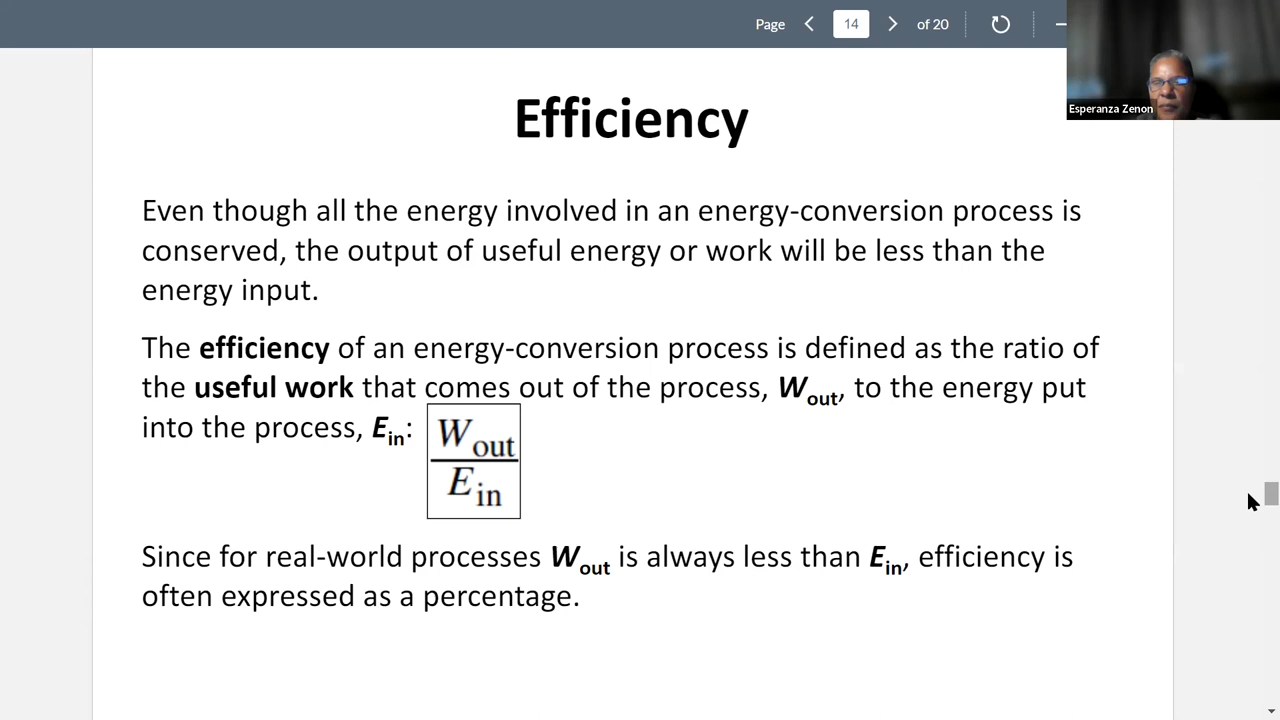 Page 14 of 20
Esperanza Zenon
Efficiency
Even though all the energy involved in an energy-conversion process is
conserved, the output of useful energy or work will be less than the
energy input.
The efficiency of an energy-conversion process is defined as the ratio of
the useful work that comes out of the process, Wout, to the energy put
into the process, Ein:
Wout
Ein
Since for real-world processes Wout is always less than Ein, efficiency is
often expressed as a percentage.